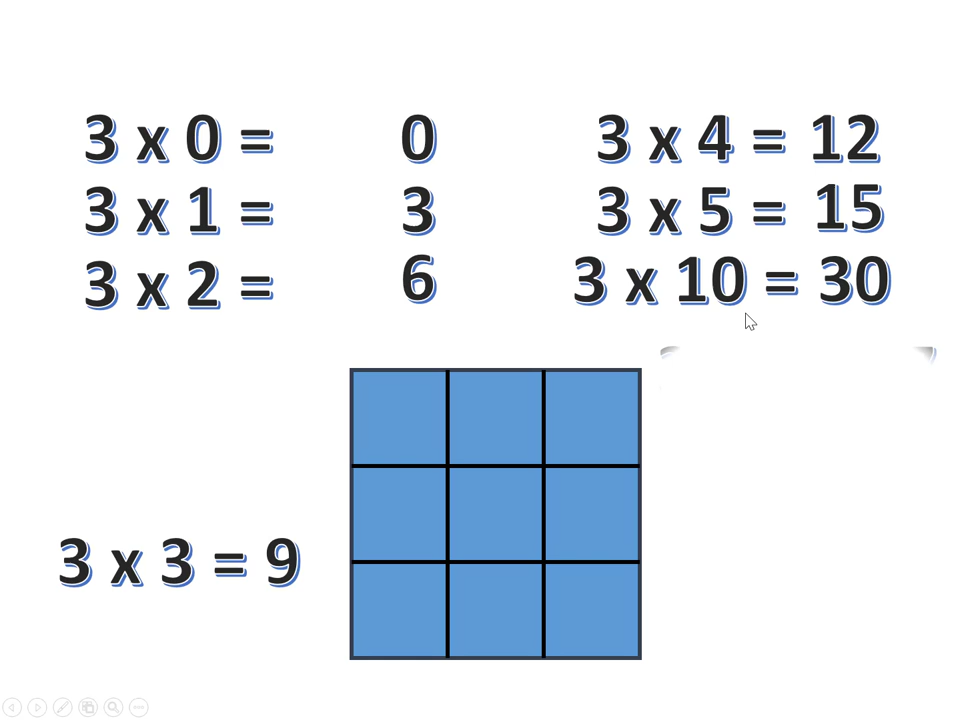 3 x 0 = 0
3 x 1 = 3
3 x 2 = 6
3 x 4 = 12
3 x 5 = 15
3 x 10 = 30
3 x 3 = 9